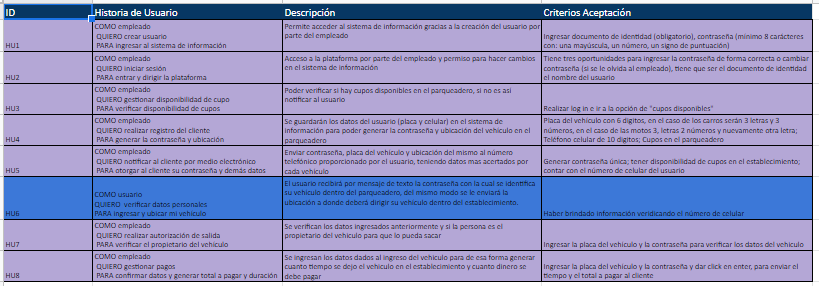 ID Historia de Usuario Descripción Criterios Aceptación
HU1
COMO empleado
QUIERO crear usuario
PARA ingresar al sistema de información
Permite acceder al sistema de información gracias a la creación del usuario por
parte del empleado
Ingresar documento de identidad (obligatorio), contraseña (mínimo 8 carácteres
con: una mayúscula, un número, un signo de puntuación)
HU2
COMO empleado
QUIERO iniciar sesión
PARA entrar y dirigir la plataforma
Acceso a la plataforma por parte del empleado y permiso para hacer cambios
en el sistema de información
Tiene tres oportunidades para ingresar la contraseña de forma correcta o cambiar
contraseña (si se le olvida al empleado), tiene que ser el documento de identidad
el nombre del usuario
HU3
COMO empleado
QUIERO gestionar disponibilidad de cupo
PARA verificar disponibilidad de cupos
Poder verificar si hay cupos disponibles en el parqueadero, si no es así
notificar al usuario
Realizar log in e ir a la opción de "cupos disponibles"
HU4
COMO empleado
QUIERO realizar registro del cliente
PARA generar la contraseña y ubicación
Se guardarán los datos del usuario (placa y celular) en el sistema de
información para poder generar la contraseña y ubicación del vehículo en el
parqueadero
Placa del vehículo con 6 digitos, en el caso de los carros serán 3 letras y 3
números, en el caso de las motos 3, letras 2 números y nuevamente otra letra;
Teléfono celular de 10 digitos; Cupos en el parqueadero
HU5
COMO empleado
QUIERO notificar al cliente por medio electrónico
PARA otorgar al cliente su contraseña y demás datos
Enviar contraseña, placa del vehículo y ubicación del mismo al número
telefónico proporcionado por el usuario, teniendo datos mas acertados por
cada vehículo
Generar contraseña única; tener disponibilidad de cupos en el establecimiento;
contar con el número de celular del usuario
HU6
COMO usuario
QUIERO verificar datos personales
PARA ingresar y ubicar mi vehículo
El usuario recibirá por mensaje de texto la contraseña con la cual se identifica
su vehículo dentro del parqueadero, del mismo modo se le enviará la
ubicación a donde deberá dirigir su vehículo dentro del establecimiento.
Haber brindado información verídicando el número de celular
HU7
COMO empleado
QUIERO realizar autorización de salida
PARA verificar el propietario del vehículo
Se verifican los datos ingresados anteriormente y si la persona es el
propietario del vehículo para que lo pueda sacar
Ingresar la placa del vehículo y la contraseña para verificar los datos del vehículo
HU8
COMO empleado
QUIERO gestionar pagos
PARA confirmar datos y generar total a pagar y duración
Se ingresan los datos dados al ingreso del vehículo para de esa forma generar
cuanto tiempo se dejo el vehículo en el establecimiento y cuanto dinero se
debe pagar
Ingresar la placa del vehículo y la contraseña y dar click en enter, para enviar el
tiempo y el total a pagar al cliente